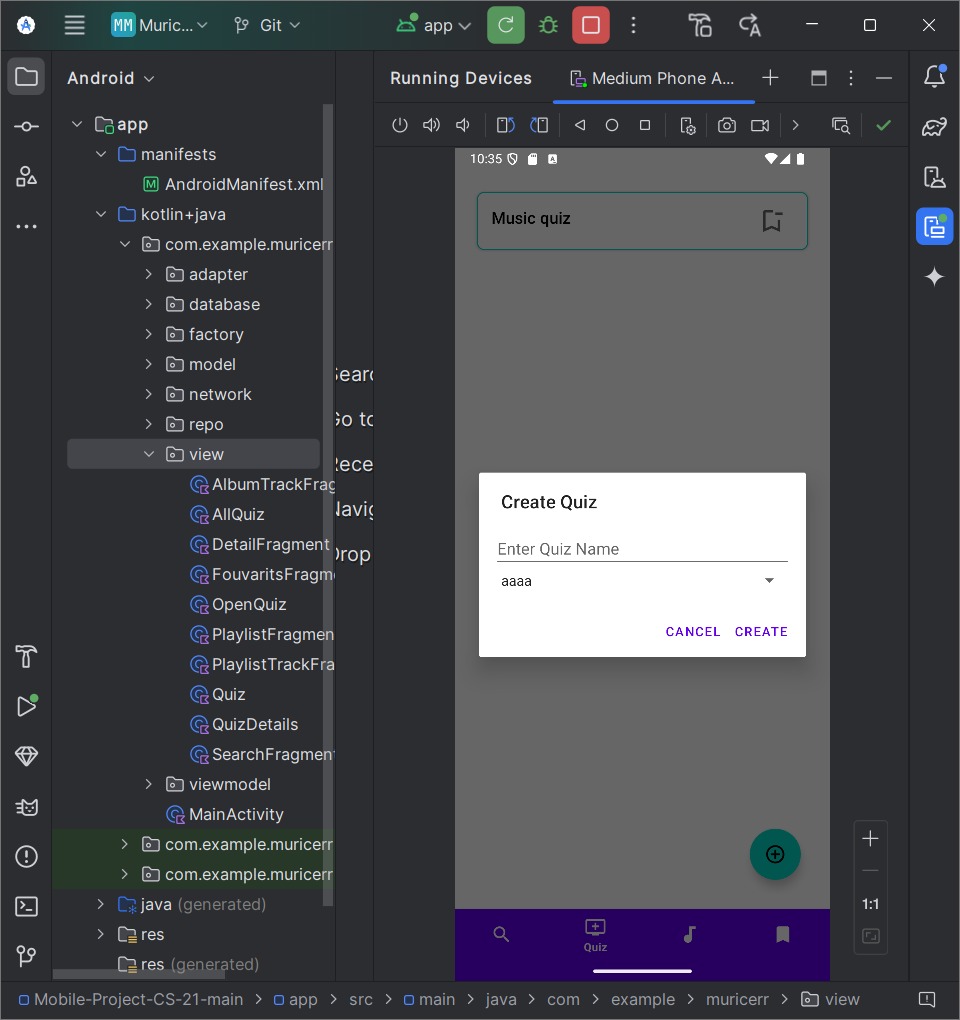 MM Muric... Git app
Android
Running Devices Medium Phone A...
app
manifests
AndroidManifest.xml
kotlin+java
com.example.muricerr
adapter
database
factory
model
network
repo
view
AlbumTrackFrag
AllQuiz
DetailFragment
FouvaritsFragm
OpenQuiz
PlaylistFragmen
PlaylistTrackFra
Quiz
QuizDetails
SearchFragment
viewmodel
MainActivity
com.example.muricerr
com.example.muricerr
java (generated)
res
res (generated)
Sear
Go to
Rece
Navig
Drop
10:35 A
Music quiz
Create Quiz
Enter Quiz Name
aaaa
CANCEL CREATE
Quiz
1:1
Mobile-Project-CS-21-main > app > src > main > java > com > example > muricerr > view